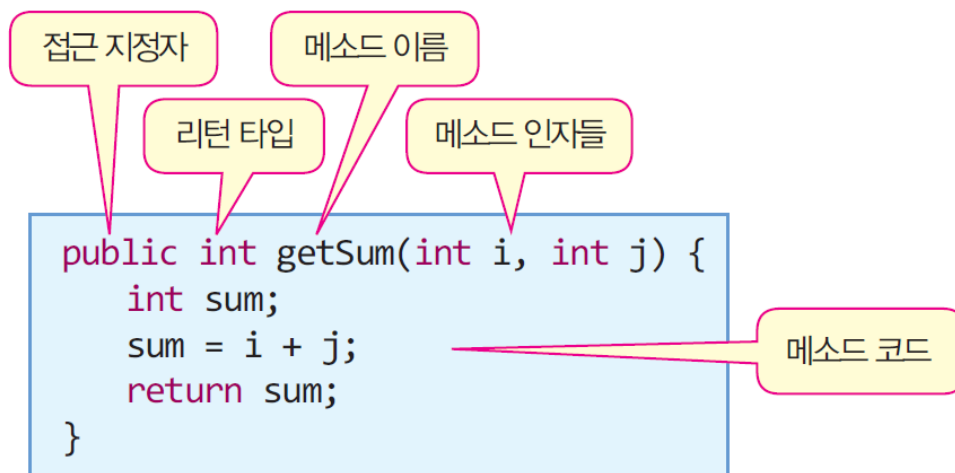 접근 지정자
메소드 이름
리턴 타입
메소드 인자들
public int getSum(int i, int j) {
int sum;
sum = i + j;
메소드 코드
return sum;
}